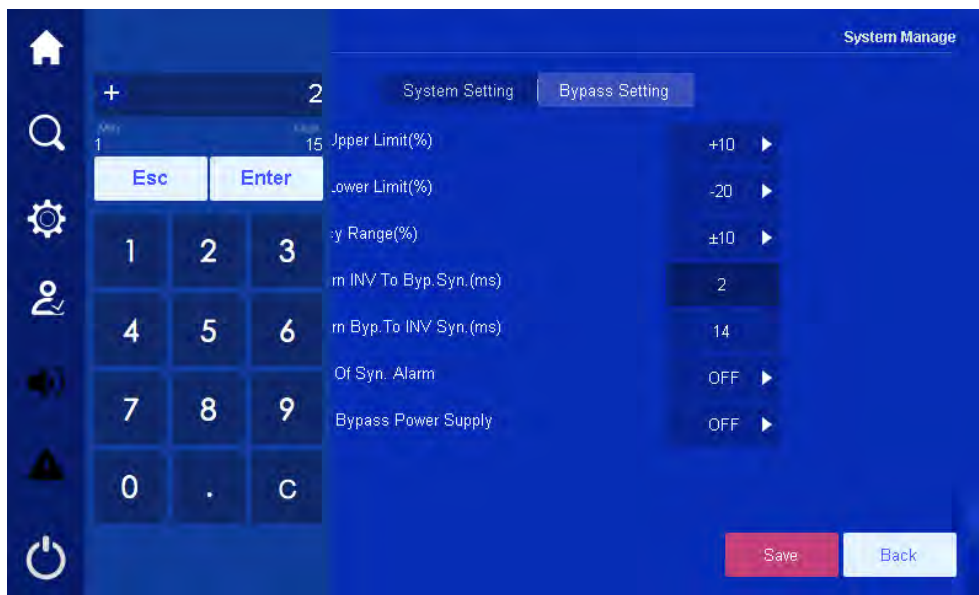 System Manage
+ 2
System Setting
Bypass Setting
Min
1 15
Upper Limit(%) +10
Esc Enter
Lower Limit(%) -20
cy Range(%) ±10
1 2 3
rn INV To Byp.Syn.(ms) 2
4 5 6
rn Byp.To INV Syn.(ms) 14
Of Syn. Alarm OFF
7 8 9
Bypass Power Supply OFF
0 . C
Save Back